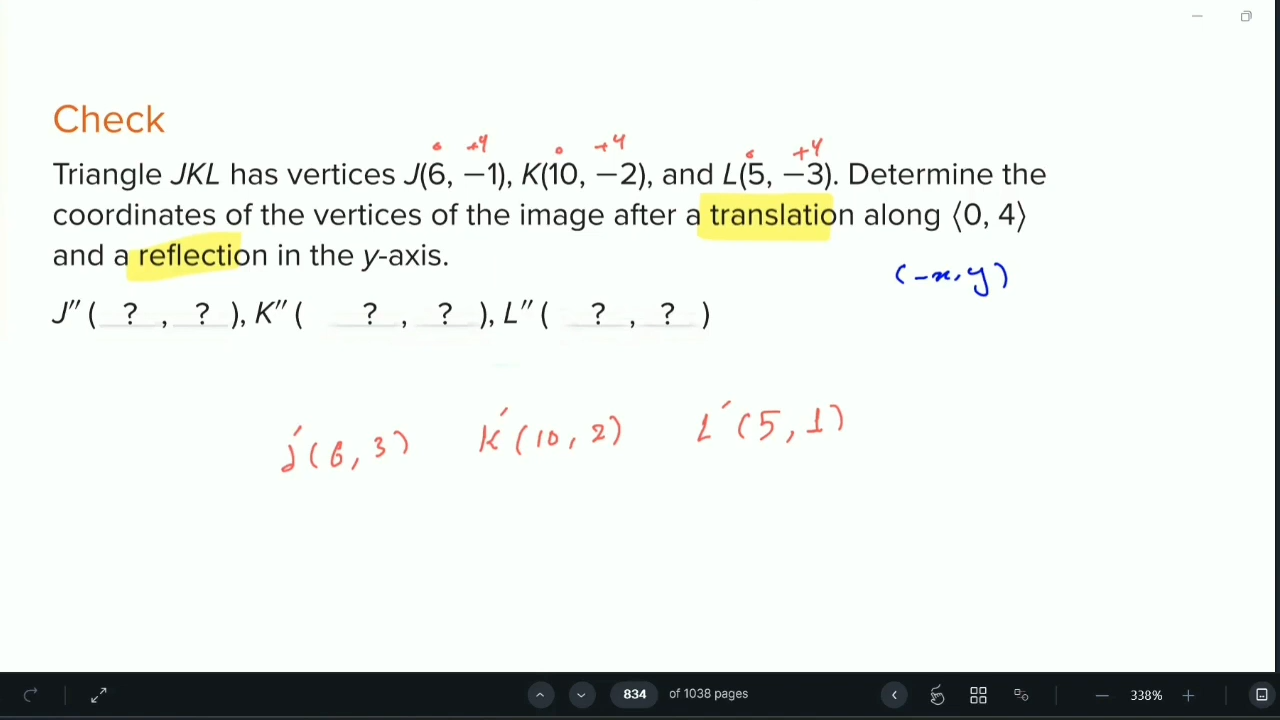 Check
0 +4 0 +4 0 +4
Triangle JKL has vertices J(6, −1), K(10, −2), and L(5, −3). Determine the
coordinates of the vertices of the image after a translation along ⟨0, 4⟩
and a reflection in the y-axis.
(-x, y)
J″ ( ? , ? ), K″ ( ? , ? ), L″ ( ? , ? )
J′(6, 3) K′(10, 2) L′(5, 1)
834 of 1038 pages 338%